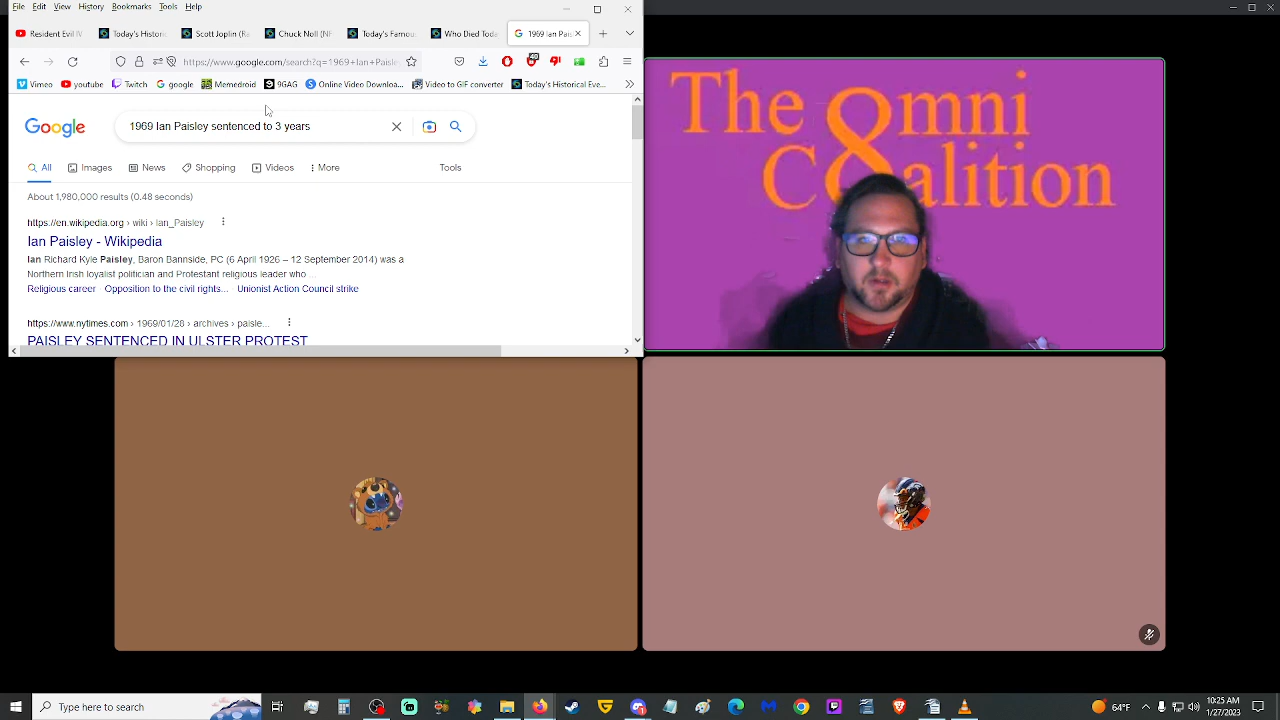 File Edit View History Bookmarks Tools Help
Resident Evil IV
Today's Historic
Scott Joplin (Ra
Chuck Noll (NF
Today's Famou
Who Died Toda
1969 Ian Pais
https://www.google.com/search?q=1969+Ian+Paisley
Vimeo
youtube
Twitch
google
Memedroid
9GAG
Online Video Downloa...
Video to GIF converter
Today's Historical Eve...
Google
1969 Ian Paisley sentenced to 3 years
All
Images
News
Shopping
Videos
More
Tools
About 1,980,000 results (0.48 seconds)
https://en.wikipedia.org › wiki › Ian_Paisley
Ian Paisley - Wikipedia
Ian Richard Kyle Paisley, Baron Bannside, PC (6 April 1926 – 12 September 2014) was a
Northern Irish loyalist politician and Protestant religious leader who ...
Religious career Opposition to the civil rights... Unionist Action Council strike
https://www.nytimes.com › 1969/01/28 › archives › paisle...
PAISLEY SENTENCED IN ULSTER PROTEST
The Omni
Coalition
Type here to search
64°F
10:25 AM
1/27/2023